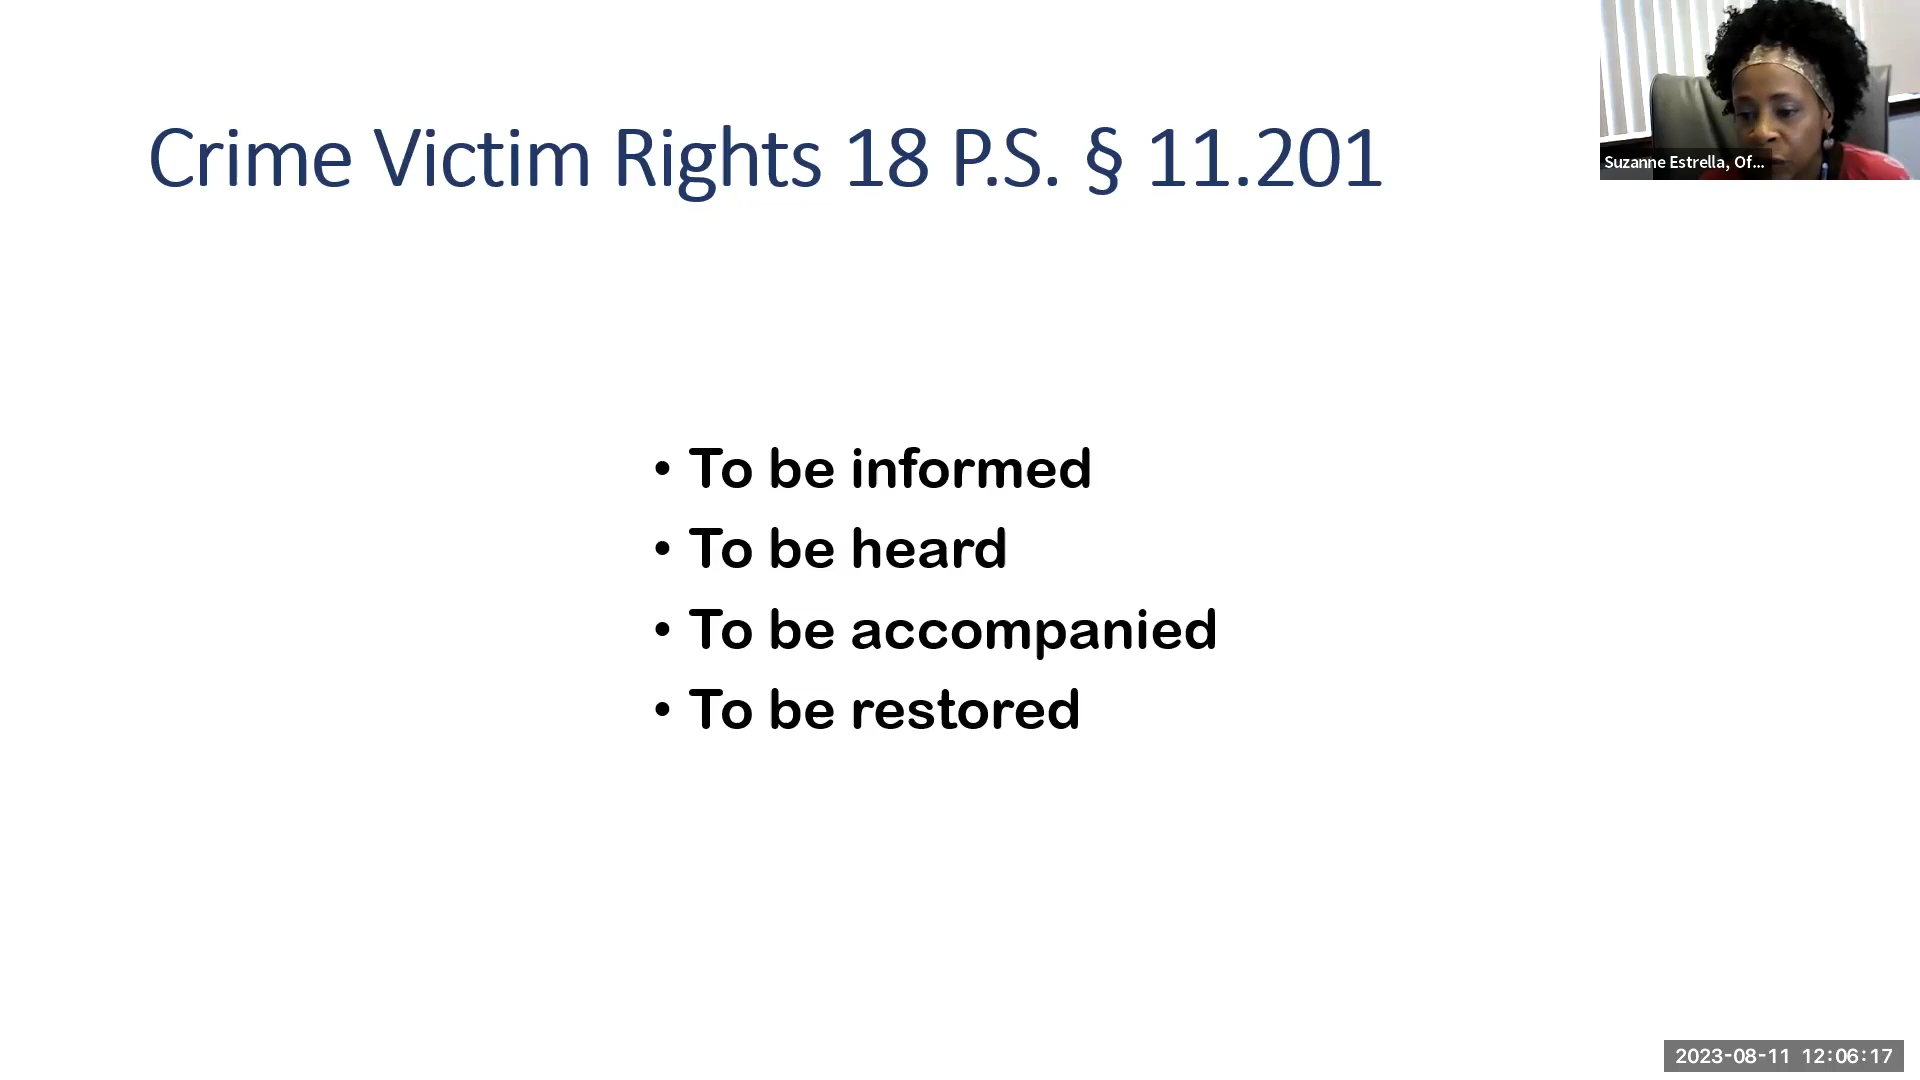 Crime Victim Rights 18 P.S. § 11.201
Suzanne Estrella, Of...
• To be informed
• To be heard
• To be accompanied
• To be restored
2023-08-11 12:06:17